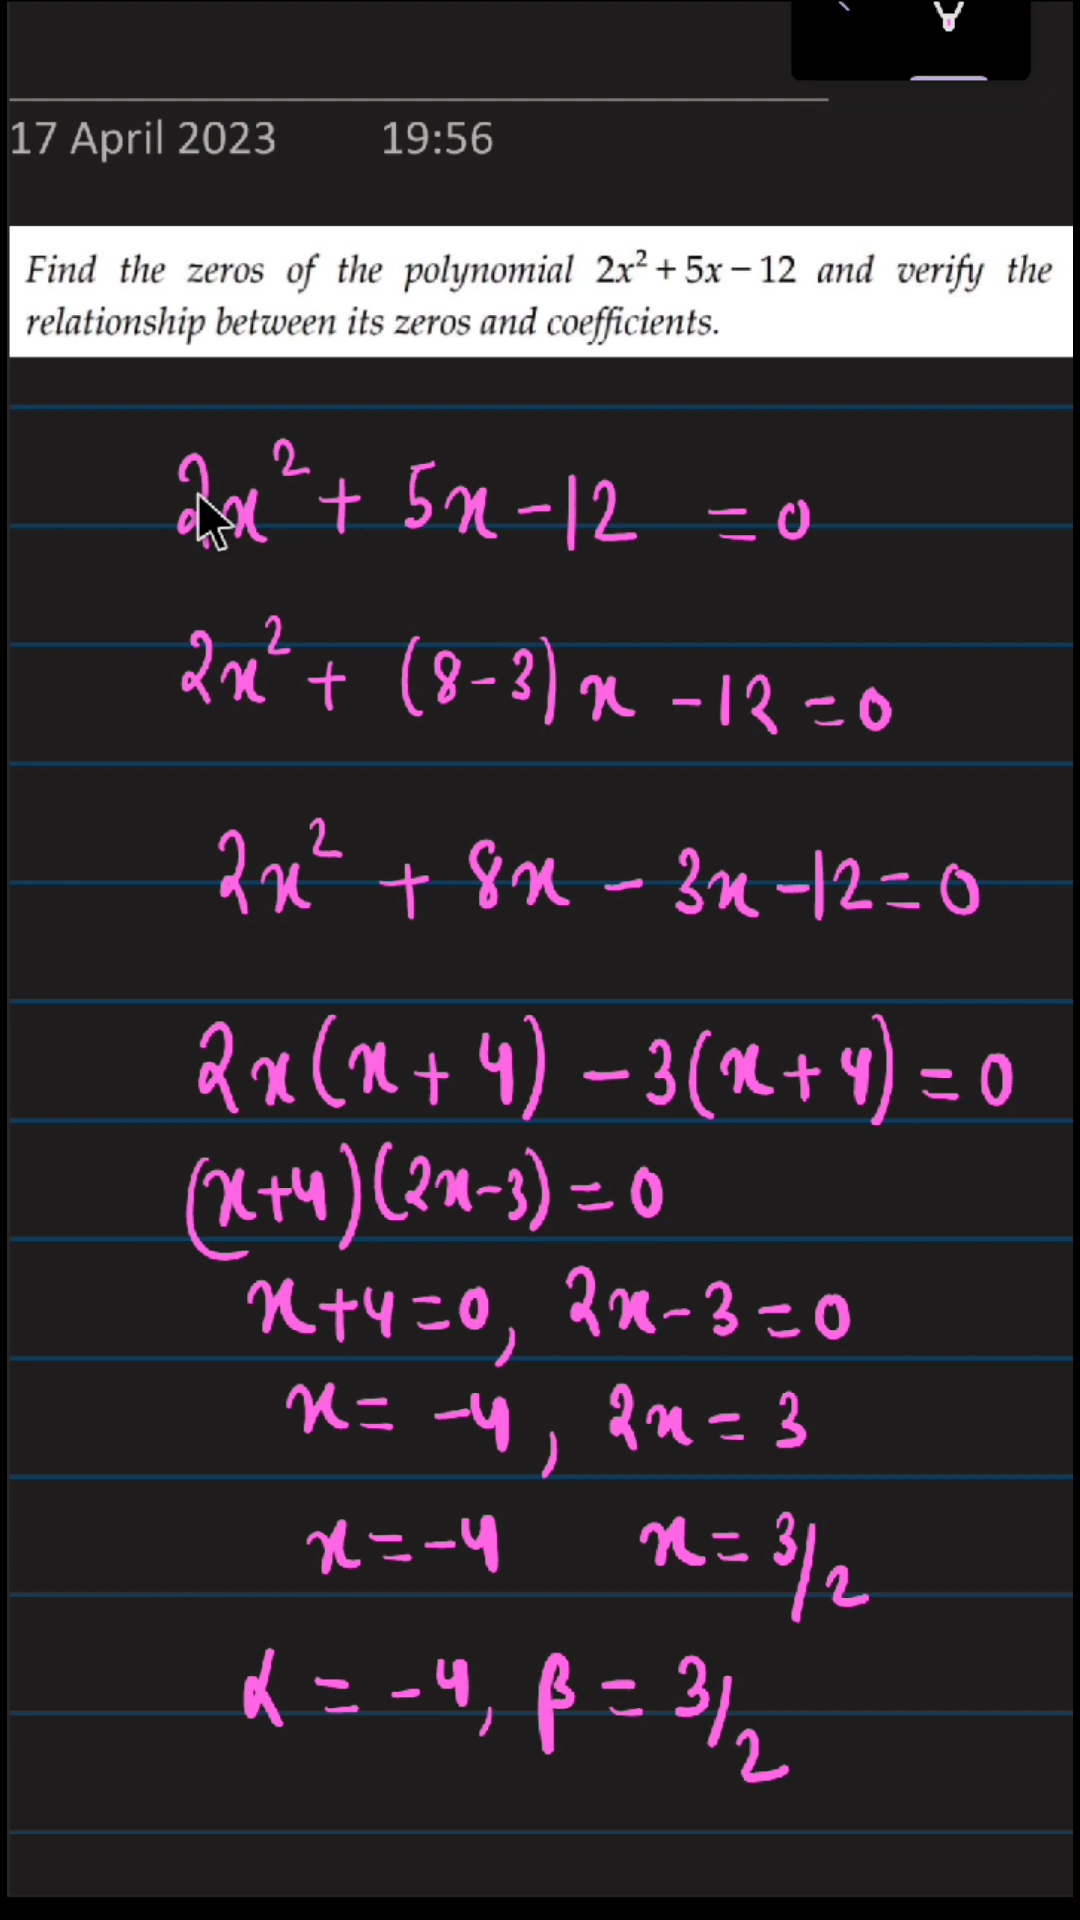 17 April 2023 19:56
Find the zeros of the polynomial 2x² + 5x − 12 and verify the
relationship between its zeros and coefficients.
2x² + 5x - 12 = 0
2x² + (8-3)x - 12 = 0
2x² + 8x - 3x - 12 = 0
2x(x+4) - 3(x+4) = 0
(x+4)(2x-3) = 0
x+4=0, 2x-3=0
x = -4, 2x = 3
x = -4 x = 3/2
α = -4, β = 3/2